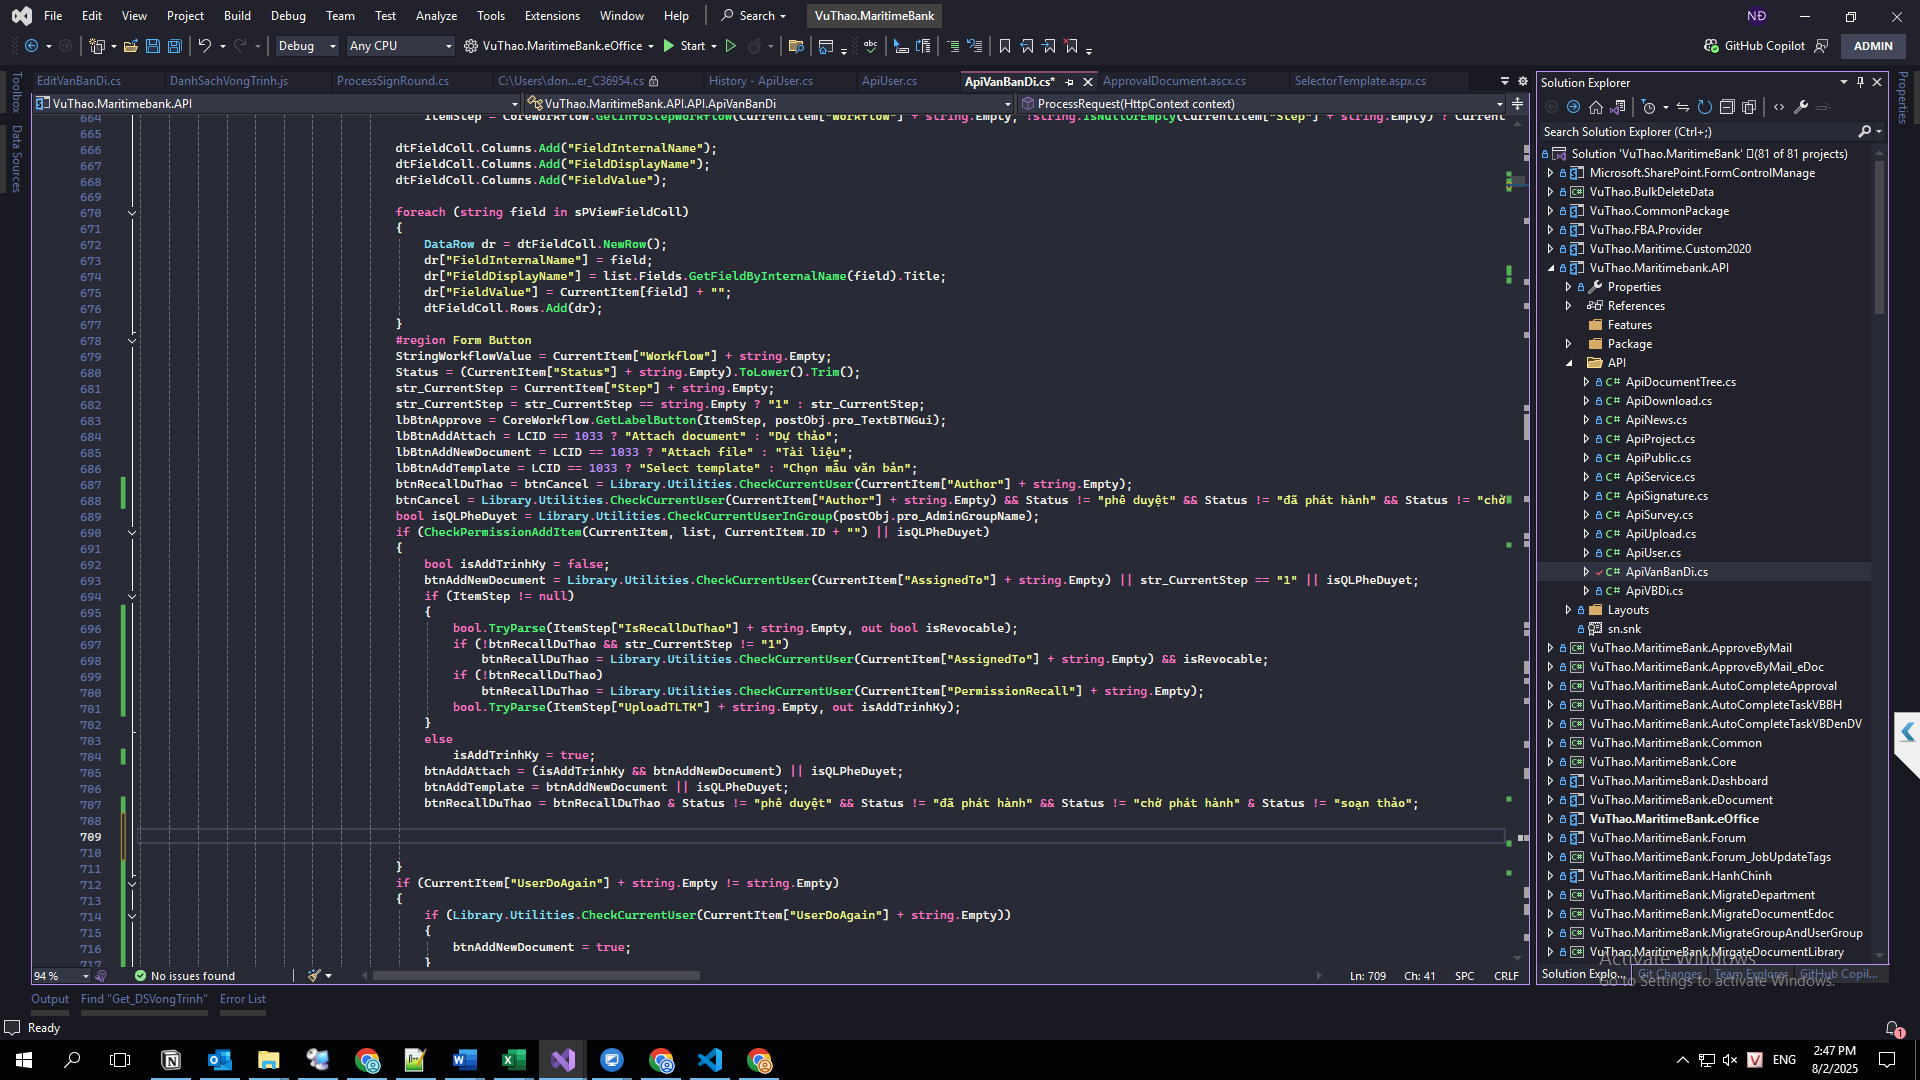 File Edit View Project Build Debug Team Test Analyze Tools Extensions Window Help Search VuThao.MaritimeBank NĐ
Debug Any CPU VuThao.MaritimeBank.eOffice Start GitHub Copilot ADMIN
EditVanBanDi.cs DanhSachVongTrinh.js ProcessSignRound.cs C:\Users\don...er_C36954.cs History - ApiUser.cs ApiUser.cs ApiVanBanDi.cs* ApprovalDocument.ascx.cs SelectorTemplate.aspx.cs
VuThao.Maritimebank.API VuThao.MaritimeBank.API.API.ApiVanBanDi ProcessRequest(HttpContext context)
Toolbox
Data Sources
664 ItemStep = CoreWorkflow.GetInfoStepWorkflow(CurrentItem["Workflow"] + string.Empty, !string.IsNullOrEmpty(CurrentItem["Step"] + string.Empty) ? Current
665
666 dtFieldColl.Columns.Add("FieldInternalName");
667 dtFieldColl.Columns.Add("FieldDisplayName");
668 dtFieldColl.Columns.Add("FieldValue");
669
670 foreach (string field in sPViewFieldColl)
671 {
672 DataRow dr = dtFieldColl.NewRow();
673 dr["FieldInternalName"] = field;
674 dr["FieldDisplayName"] = list.Fields.GetFieldByInternalName(field).Title;
675 dr["FieldValue"] = CurrentItem[field] + "";
676 dtFieldColl.Rows.Add(dr);
677 }
678 #region Form Button
679 StringWorkflowValue = CurrentItem["Workflow"] + string.Empty;
680 Status = (CurrentItem["Status"] + string.Empty).ToLower().Trim();
681 str_CurrentStep = CurrentItem["Step"] + string.Empty;
682 str_CurrentStep = str_CurrentStep == string.Empty ? "1" : str_CurrentStep;
683 lbBtnApprove = CoreWorkflow.GetLabelButton(ItemStep, postObj.pro_TextBTNGui);
684 lbBtnAddAttach = LCID == 1033 ? "Attach document" : "Dự thảo";
685 lbBtnAddNewDocument = LCID == 1033 ? "Attach file" : "Tài liệu";
686 lbBtnAddTemplate = LCID == 1033 ? "Select template" : "Chọn mẫu văn bản";
687 btnRecallDuThao = btnCancel = Library.Utilities.CheckCurrentUser(CurrentItem["Author"] + string.Empty);
688 btnCancel = Library.Utilities.CheckCurrentUser(CurrentItem["Author"] + string.Empty) && Status != "phê duyệt" && Status != "đã phát hành" && Status != "chờ
689 bool isQLPheDuyet = Library.Utilities.CheckCurrentUserInGroup(postObj.pro_AdminGroupName);
690 if (CheckPermissionAddItem(CurrentItem, list, CurrentItem.ID + "") || isQLPheDuyet)
691 {
692 bool isAddTrinhKy = false;
693 btnAddNewDocument = Library.Utilities.CheckCurrentUser(CurrentItem["AssignedTo"] + string.Empty) || str_CurrentStep == "1" || isQLPheDuyet;
694 if (ItemStep != null)
695 {
696 bool.TryParse(ItemStep["IsRecallDuThao"] + string.Empty, out bool isRevocable);
697 if (!btnRecallDuThao && str_CurrentStep != "1")
698 btnRecallDuThao = Library.Utilities.CheckCurrentUser(CurrentItem["AssignedTo"] + string.Empty) && isRevocable;
699 if (!btnRecallDuThao)
700 btnRecallDuThao = Library.Utilities.CheckCurrentUser(CurrentItem["PermissionRecall"] + string.Empty);
701 bool.TryParse(ItemStep["UploadTLTK"] + string.Empty, out isAddTrinhKy);
702 }
703 else
704 isAddTrinhKy = true;
705 btnAddAttach = (isAddTrinhKy && btnAddNewDocument) || isQLPheDuyet;
706 btnAddTemplate = btnAddNewDocument || isQLPheDuyet;
707 btnRecallDuThao = btnRecallDuThao & Status != "phê duyệt" && Status != "đã phát hành" && Status != "chờ phát hành" & Status != "soạn thảo";
708
709
710
711 }
712 if (CurrentItem["UserDoAgain"] + string.Empty != string.Empty)
713 {
714 if (Library.Utilities.CheckCurrentUser(CurrentItem["UserDoAgain"] + string.Empty))
715 {
716 btnAddNewDocument = true;
717 }
94 % No issues found Ln: 709 Ch: 41 SPC CRLF
Output Find "Get_DSVongTrinh" Error List
Ready
Solution Explorer
Search Solution Explorer (Ctrl+;)
Solution 'VuThao.MaritimeBank' (81 of 81 projects)
Microsoft.SharePoint.FormControlManage
VuThao.BulkDeleteData
VuThao.CommonPackage
VuThao.FBA.Provider
VuThao.Maritime.Custom2020
VuThao.Maritimebank.API
Properties
References
Features
Package
API
C# ApiDocumentTree.cs
C# ApiDownload.cs
C# ApiNews.cs
C# ApiProject.cs
C# ApiPublic.cs
C# ApiService.cs
C# ApiSignature.cs
C# ApiSurvey.cs
C# ApiUpload.cs
C# ApiUser.cs
C# ApiVanBanDi.cs
C# ApiVBDi.cs
Layouts
sn.snk
VuThao.MaritimeBank.ApproveByMail
VuThao.MaritimeBank.ApproveByMail_eDoc
VuThao.MaritimeBank.AutoCompleteApproval
VuThao.MaritimeBank.AutoCompleteTaskVBBH
VuThao.MaritimeBank.AutoCompleteTaskVBDenDV
VuThao.MaritimeBank.Common
VuThao.MaritimeBank.Core
VuThao.MaritimeBank.Dashboard
VuThao.MaritimeBank.eDocument
VuThao.MaritimeBank.eOffice
VuThao.MaritimeBank.Forum
VuThao.MaritimeBank.Forum_JobUpdateTags
VuThao.MaritimeBank.HanhChinh
VuThao.MaritimeBank.MigrateDepartment
VuThao.MaritimeBank.MigrateDocumentEdoc
VuThao.MaritimeBank.MigrateGroupAndUserGroup
VuThao.MaritimeBank.MirgrateDocumentLibrary
Solution Explo... Git Changes Team Explorer GitHub Copil...
Activate Windows
Go to Settings to activate Windows.
Properties
ENG
2:47 PM
8/2/2025
1